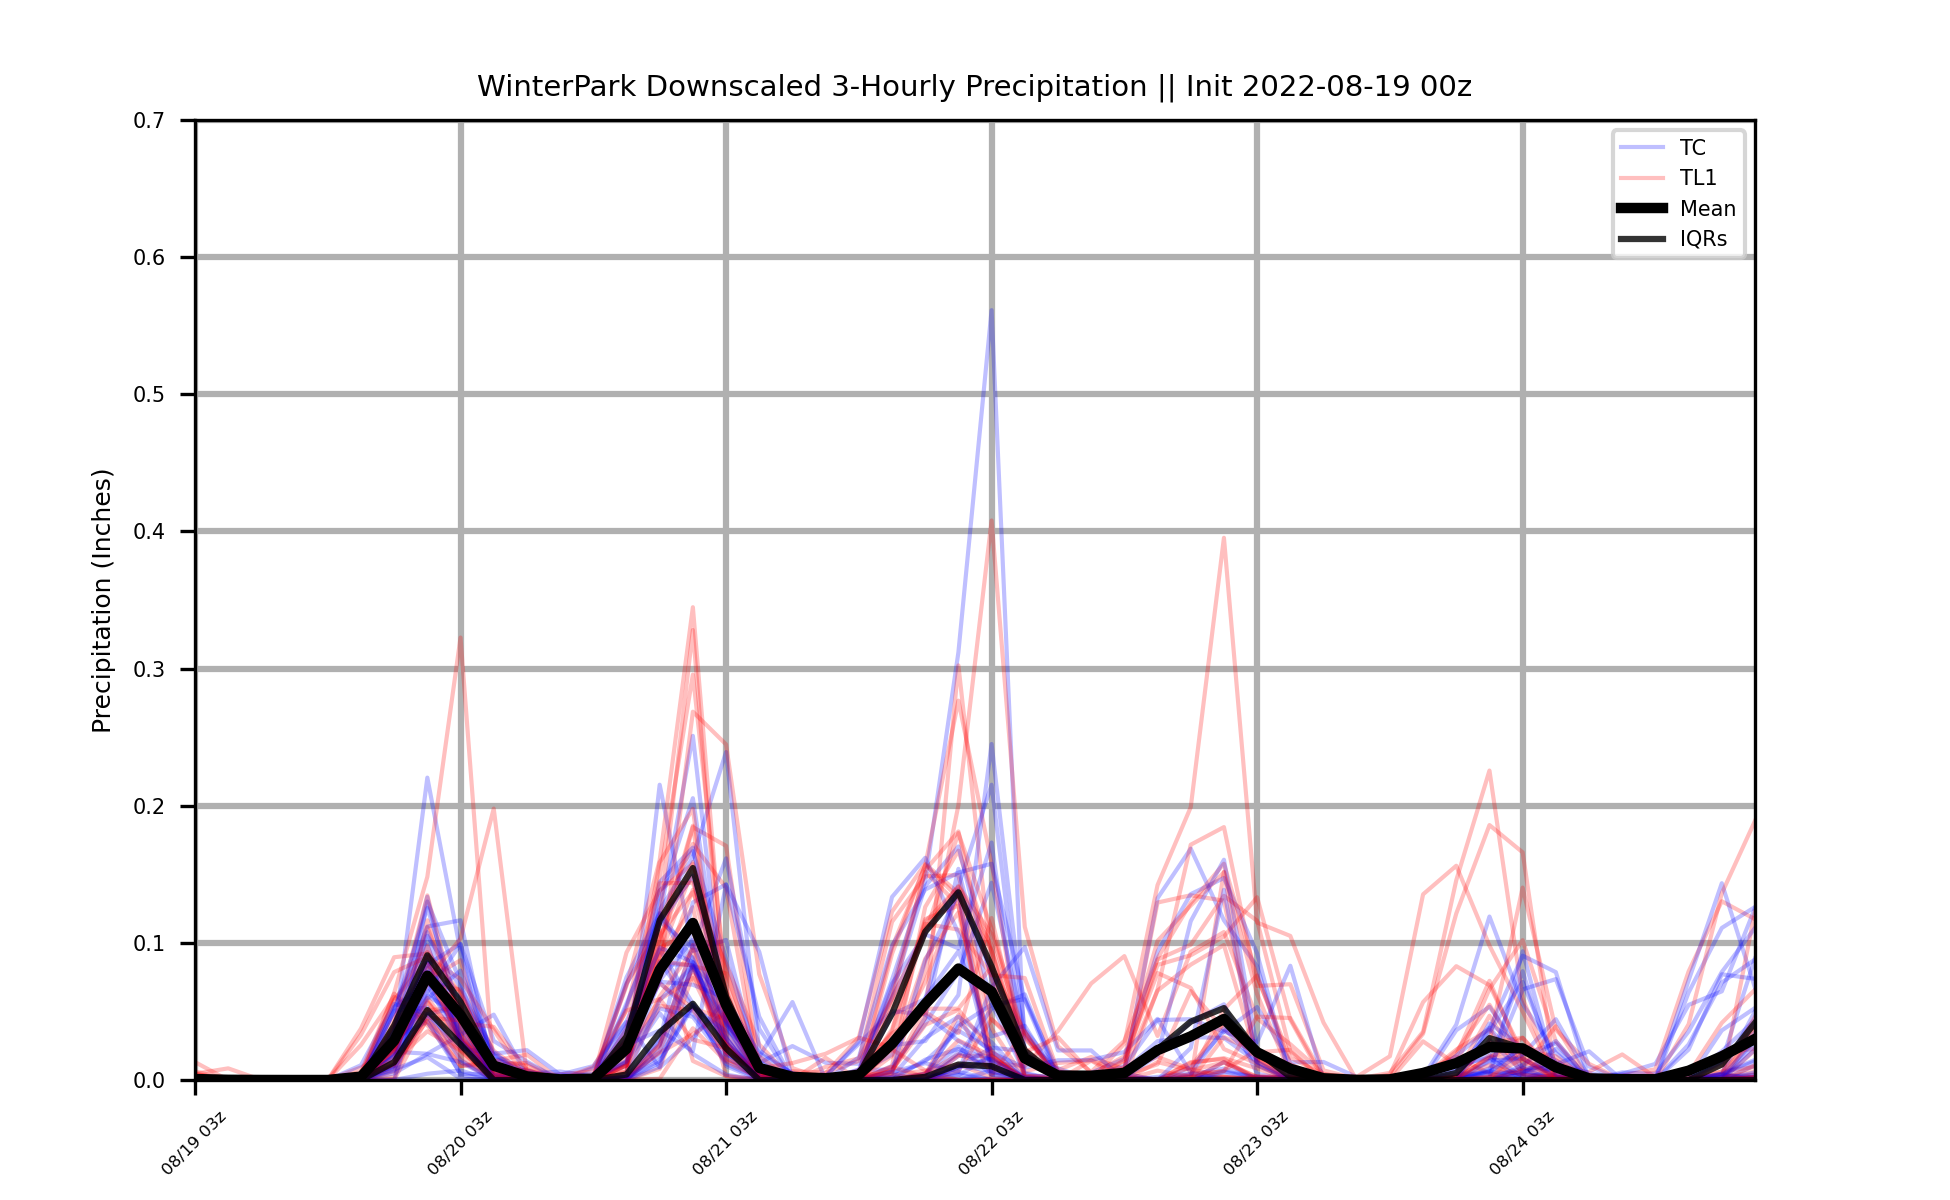 WinterPark Downscaled 3-Hourly Precipitation || Init 2022-08-19 00z
TC
TL1
Mean
IQRs
Precipitation (Inches)
0.7
0.6
0.5
0.4
0.3
0.2
0.1
0.0
08/19 03z
08/20 03z
08/21 03z
08/22 03z
08/23 03z
08/24 03z